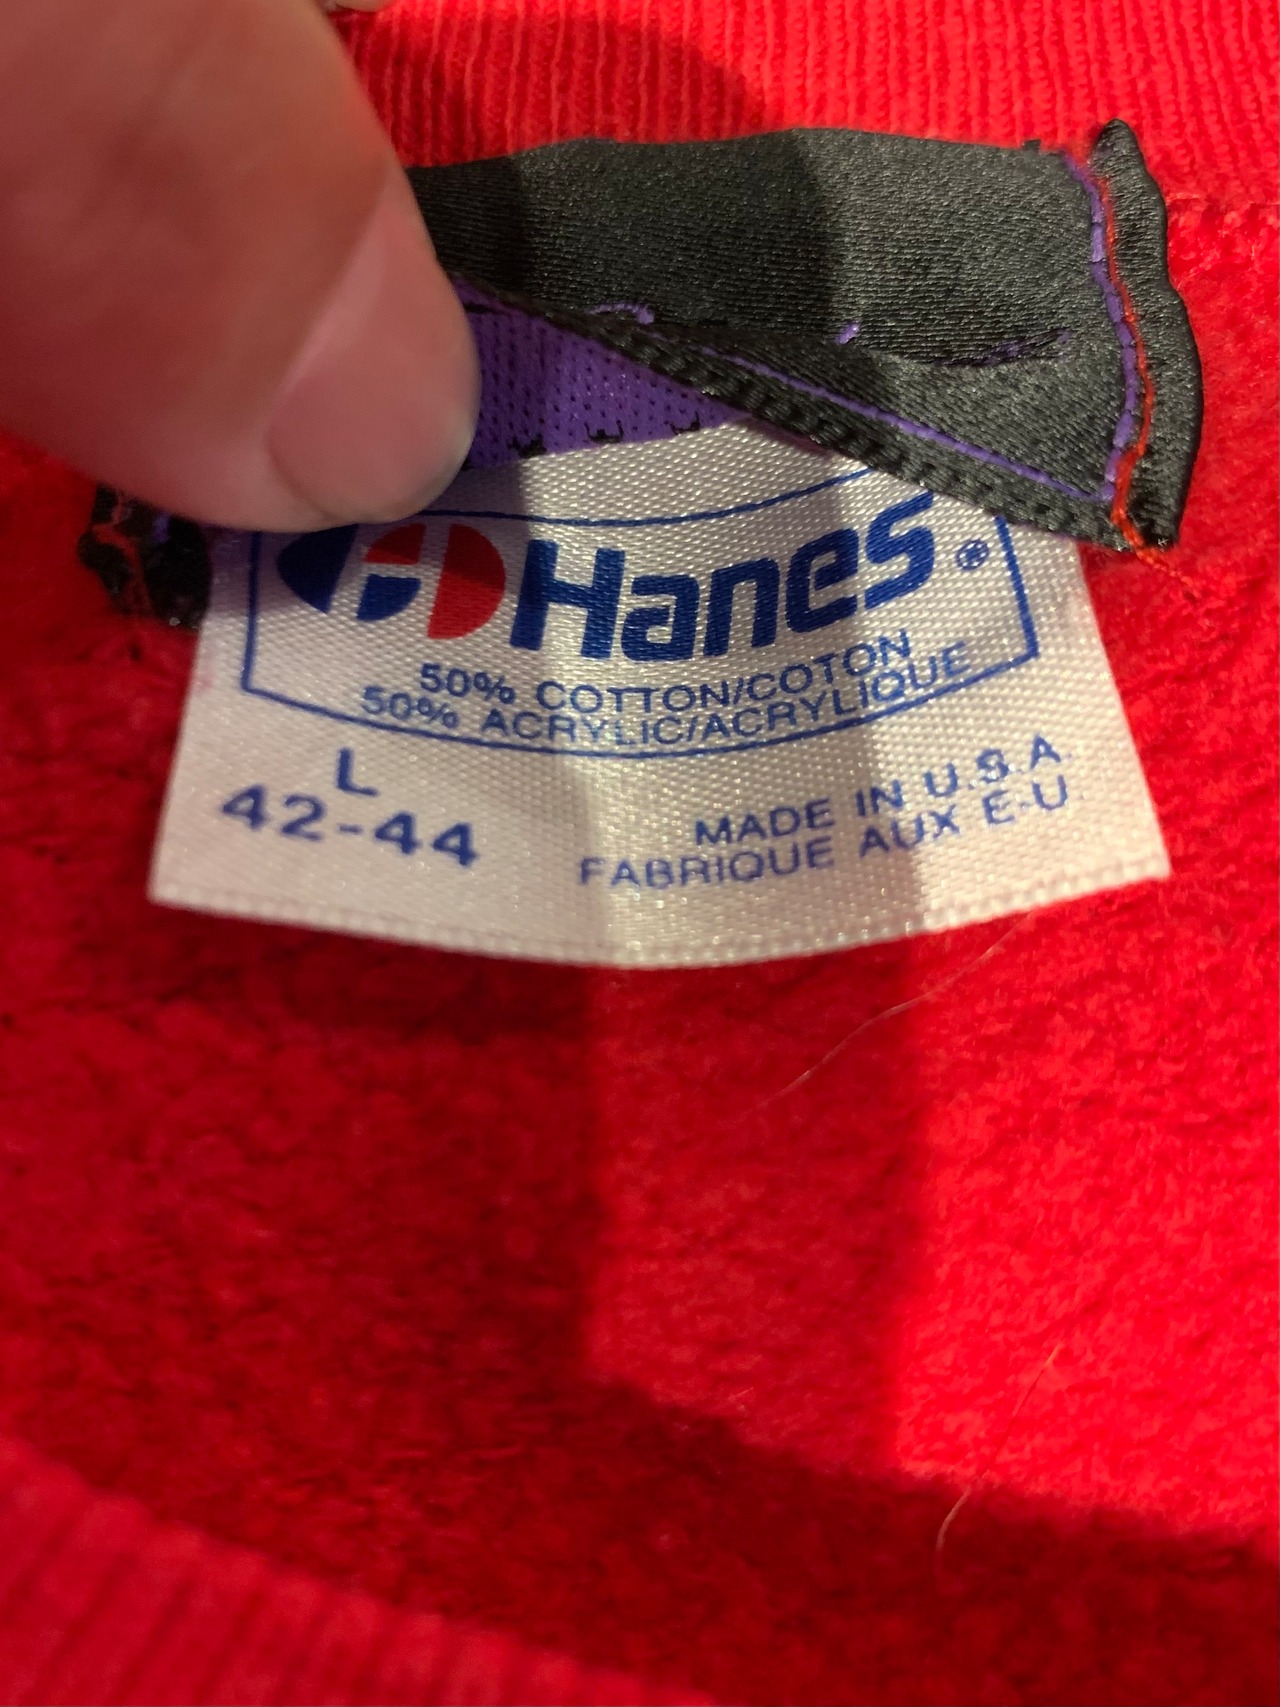 Hanes®
50% COTTON/COTON
50% ACRYLIC/ACRYLIQUE
L
42-44
MADE IN U.S.A.
FABRIQUE AUX E-U.